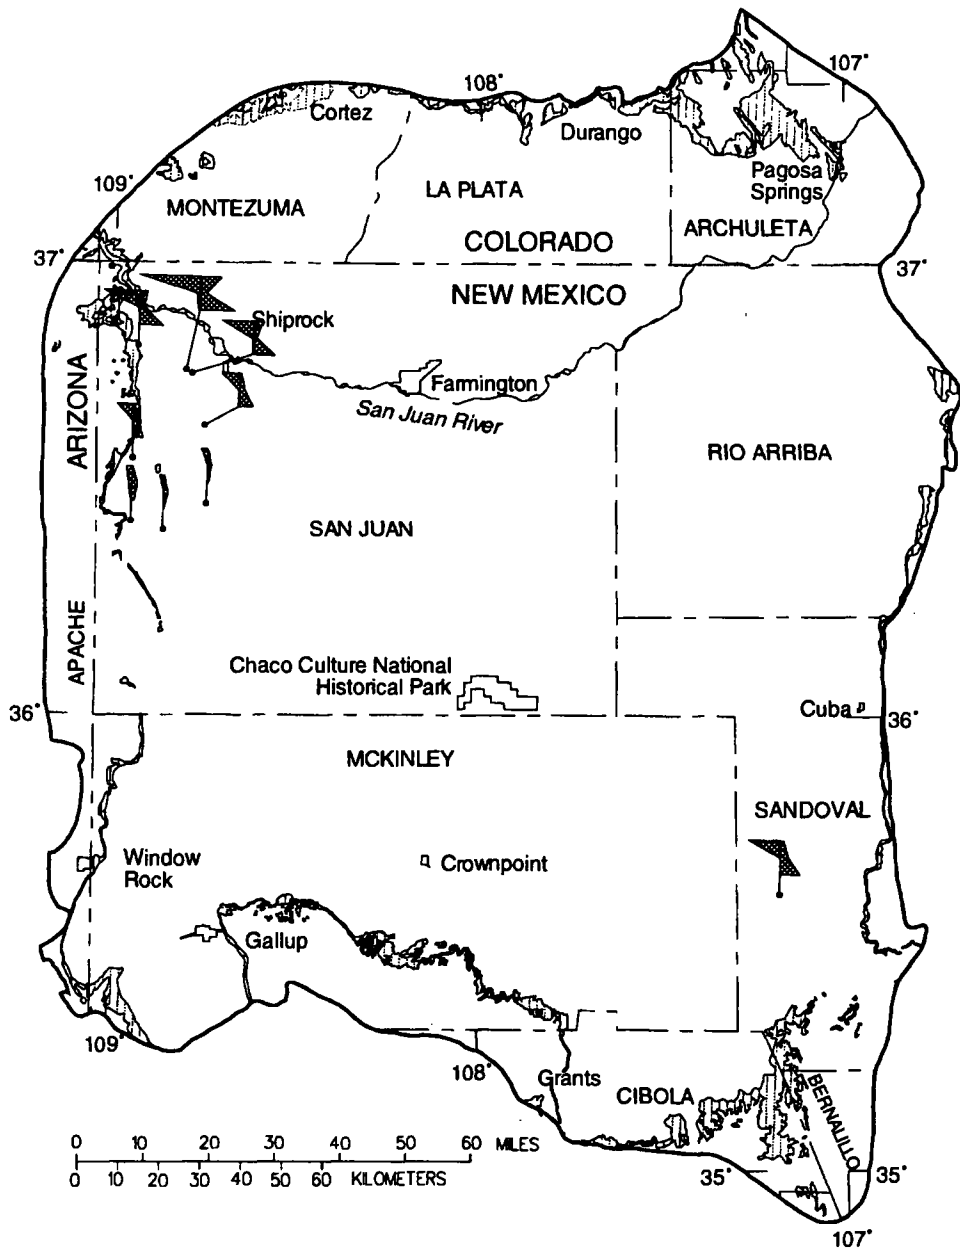 107°
108°
Cortez
Durango
Pagosa
Springs
109°
MONTEZUMA
LA PLATA
ARCHULETA
COLORADO
37°
37°
NEW MEXICO
Shiprock
ARIZONA
Farmington
San Juan River
RIO ARRIBA
SAN JUAN
APACHE
Chaco Culture National
Historical Park
36°
Cuba
36°
MCKINLEY
SANDOVAL
Window
Rock
Crownpoint
Gallup
109°
108°
Grants
CIBOLA
BERNALILLO
0 10 20 30 40 50 60 MILES
0 10 20 30 40 50 60 KILOMETERS
35°
35°
107°